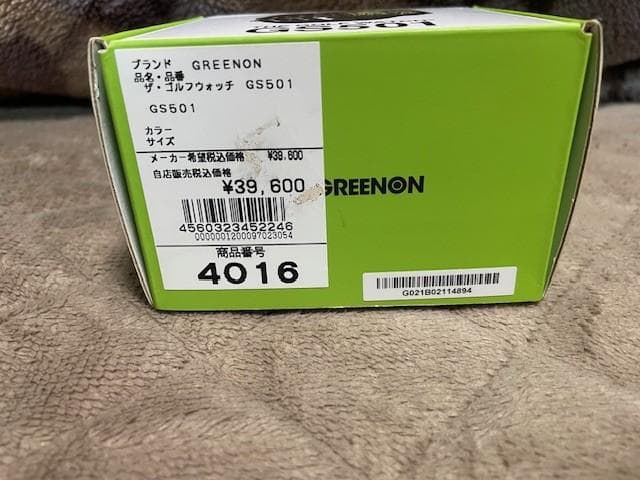 GS501
ブランド GREENON
品名・品番
ザ・ゴルフウォッチ GS501
GS501
カラー
サイズ
メーカー希望税込価格 ¥39,600
自店販売税込価格
¥39,600
GREENON
4560323452246
0000001200097023054
商品番号
4016
G021B02114894